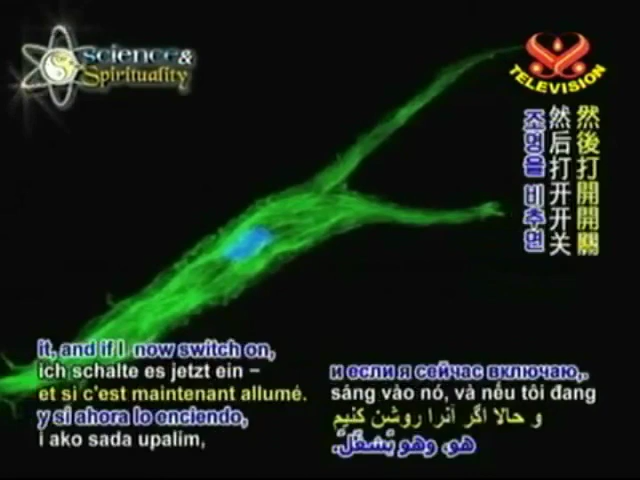 Science &
Spirituality
TELEVISION
然後打開開關
然后打开开关
조명을 비추면
it, and if I now switch on,
ich schalte es jetzt ein –
et si c'est maintenant allumé.
y si ahora lo enciendo,
i ako sada upalim,
и если я сейчас включаю,.
sáng vào nó, và nếu tôi đang
و حالا اگر آنرا روشن کنیم
هو، وهو يُشغَّل.